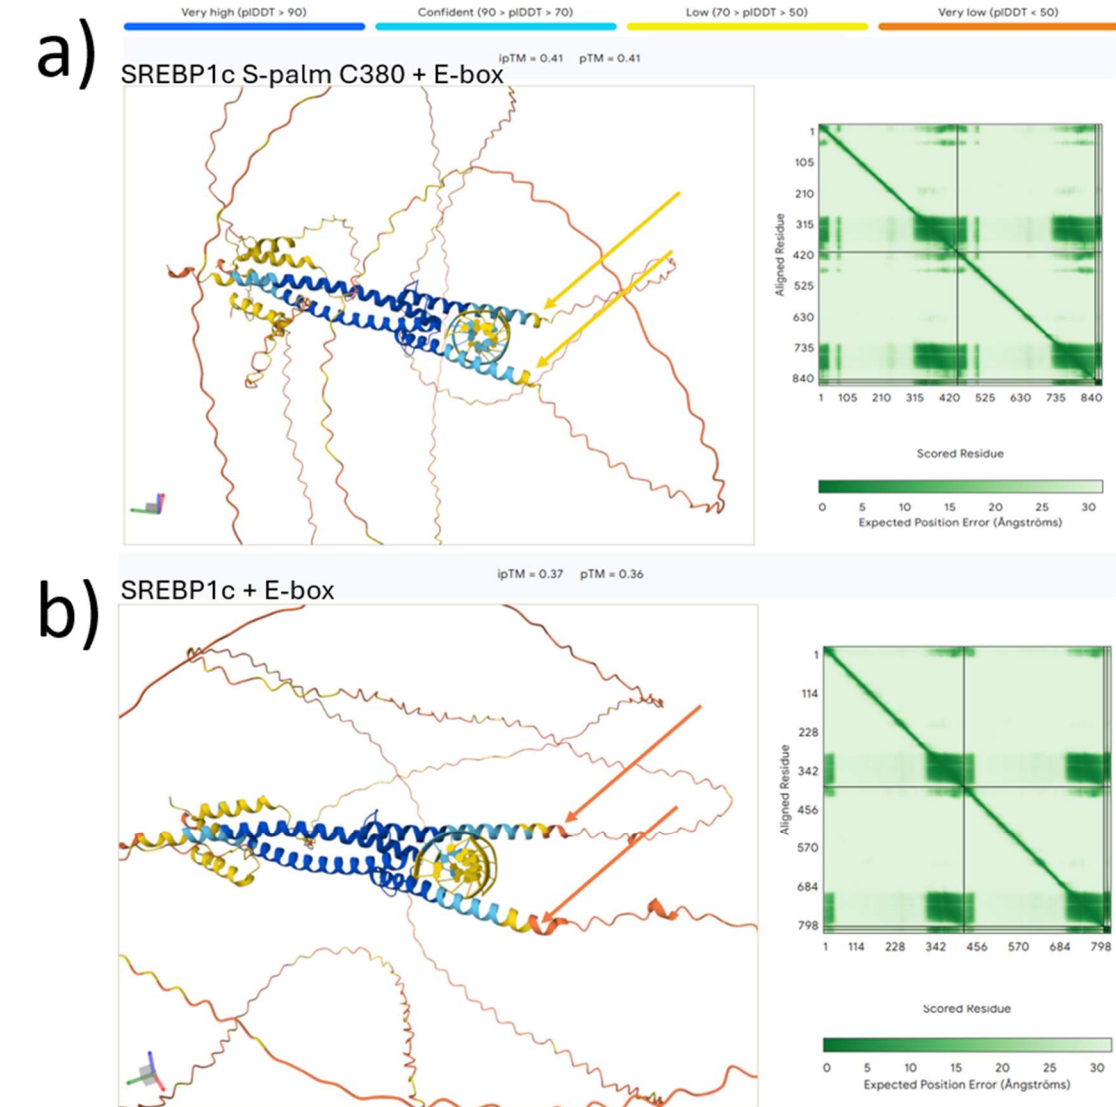 Very high (plDDT > 90) Confident (90 > plDDT > 70) Low (70 > plDDT > 50) Very low (plDDT < 50)
a)
ipTM = 0.41 pTM = 0.41
SREBP1c S-palm C380 + E-box
Aligned Residue
1
105
210
315
420
525
630
735
840
1 105 210 315 420 525 630 735 840
Scored Residue
0 5 10 15 20 25 30
Expected Position Error (Ångströms)
b)
ipTM = 0.37 pTM = 0.36
SREBP1c + E-box
Aligned Residue
1
114
228
342
456
570
684
798
1 114 228 342 456 570 684 798
Scored Residue
0 5 10 15 20 25 30
Expected Position Error (Ångströms)